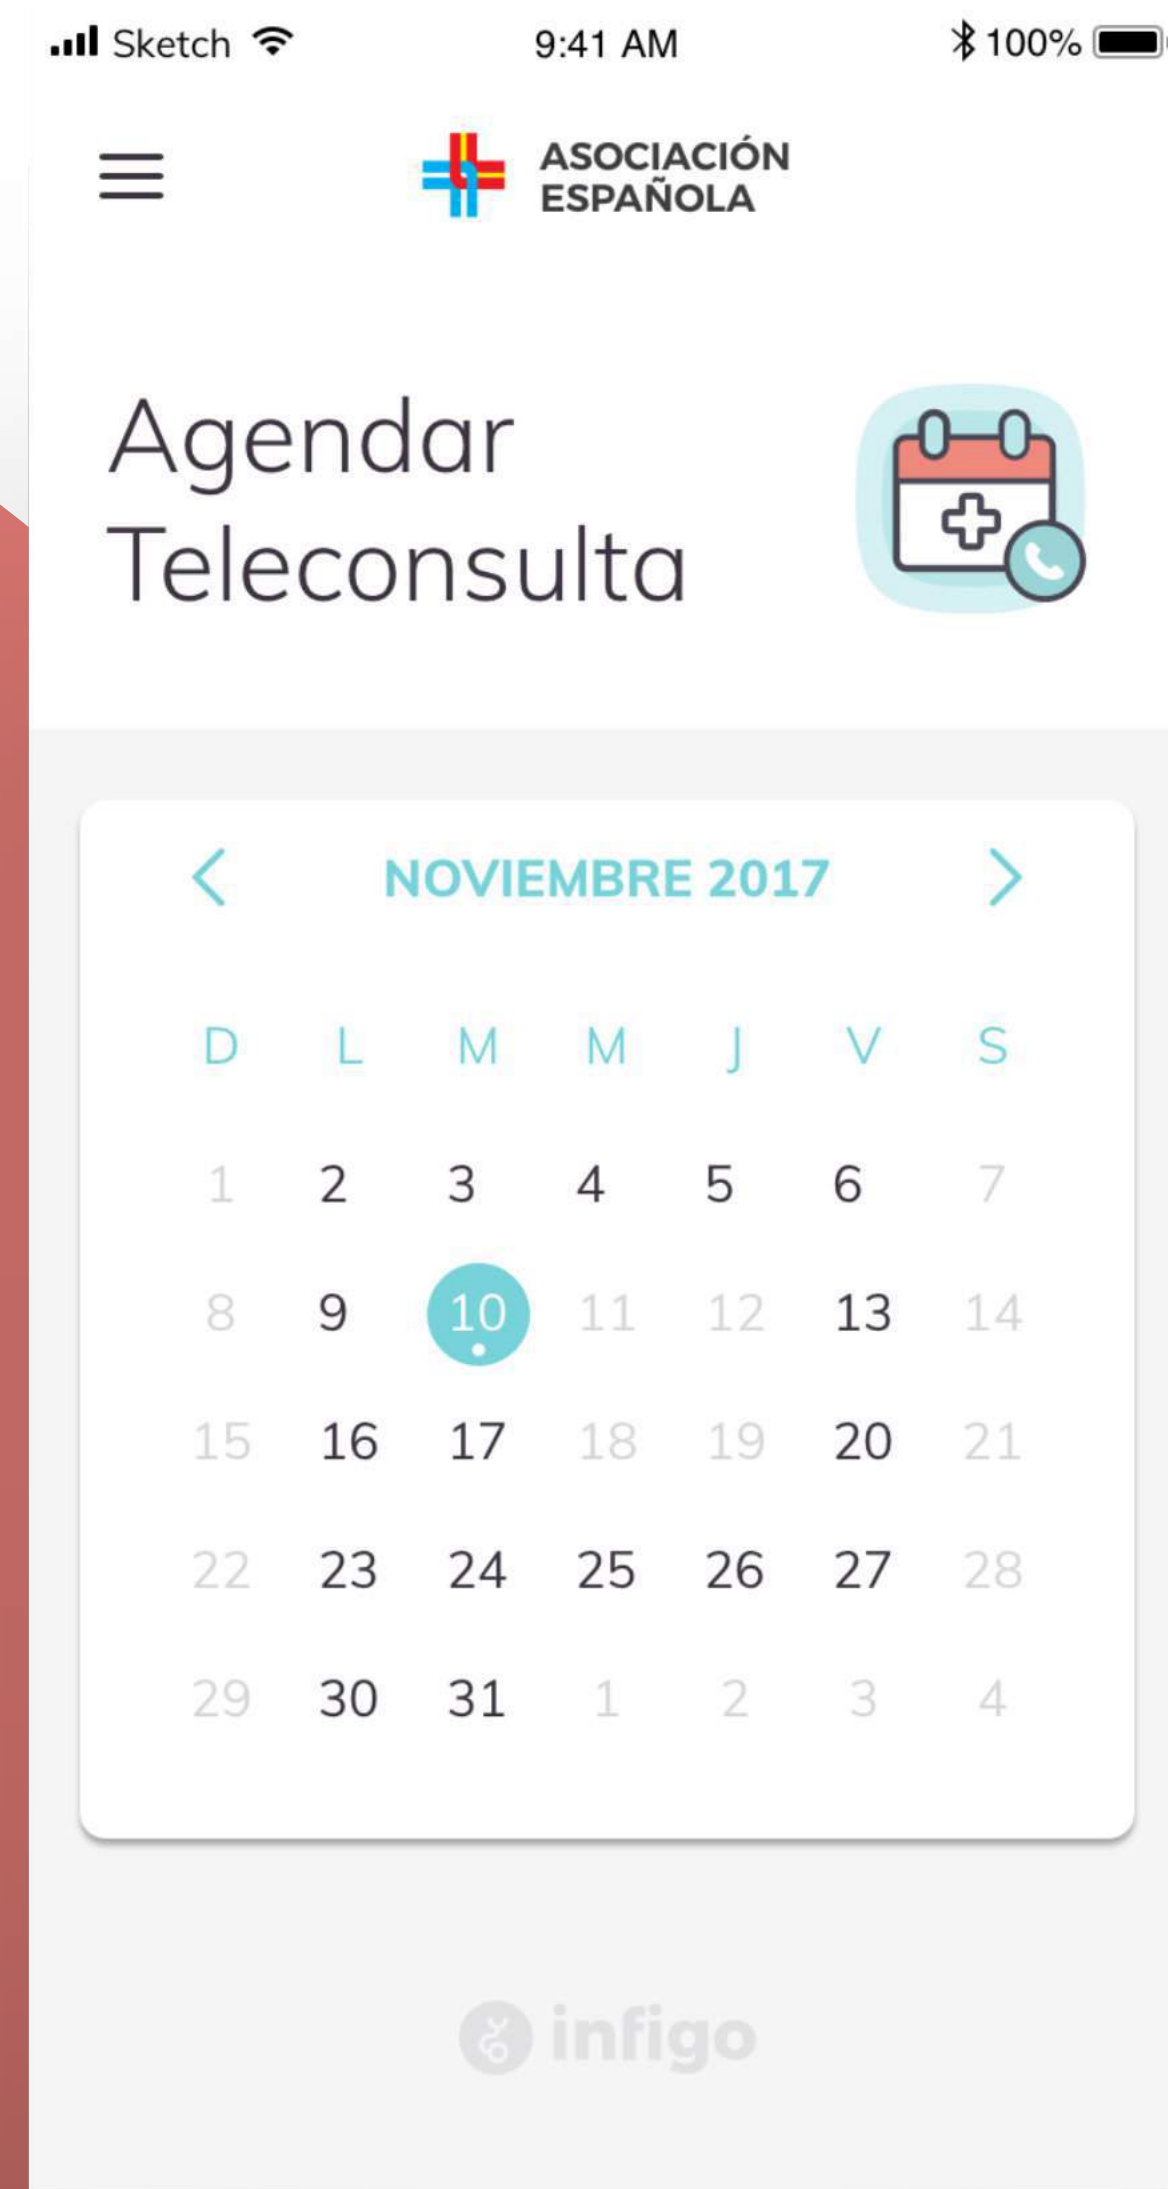 Sketch 9:41 AM 100%
ASOCIACIÓN
ESPAÑOLA
Agendar
Teleconsulta
NOVIEMBRE 2017
D L M M J V S
1 2 3 4 5 6 7
8 9 10 11 12 13 14
15 16 17 18 19 20 21
22 23 24 25 26 27 28
29 30 31 1 2 3 4
infigo